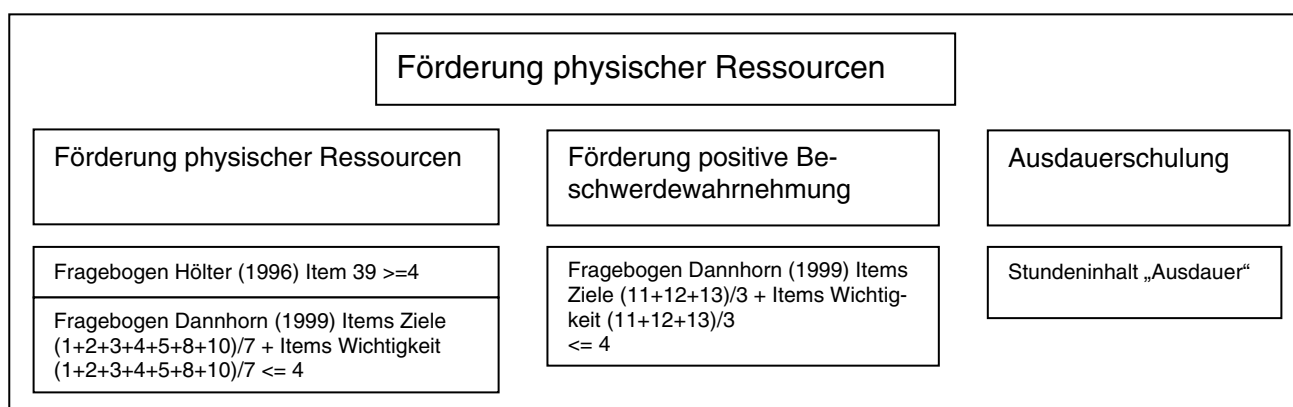 Förderung physischer Ressourcen
Förderung physischer Ressourcen
Fragebogen Hölter (1996) Item 39 >=4
Fragebogen Dannhorn (1999) Items Ziele
(1+2+3+4+5+8+10)/7 + Items Wichtigkeit
(1+2+3+4+5+8+10)/7 <= 4
Förderung positive Be-
schwerdewahrnehmung
Fragebogen Dannhorn (1999) Items
Ziele (11+12+13)/3 + Items Wichtig-
keit (11+12+13)/3
<= 4
Ausdauerschulung
Stundeninhalt „Ausdauer“